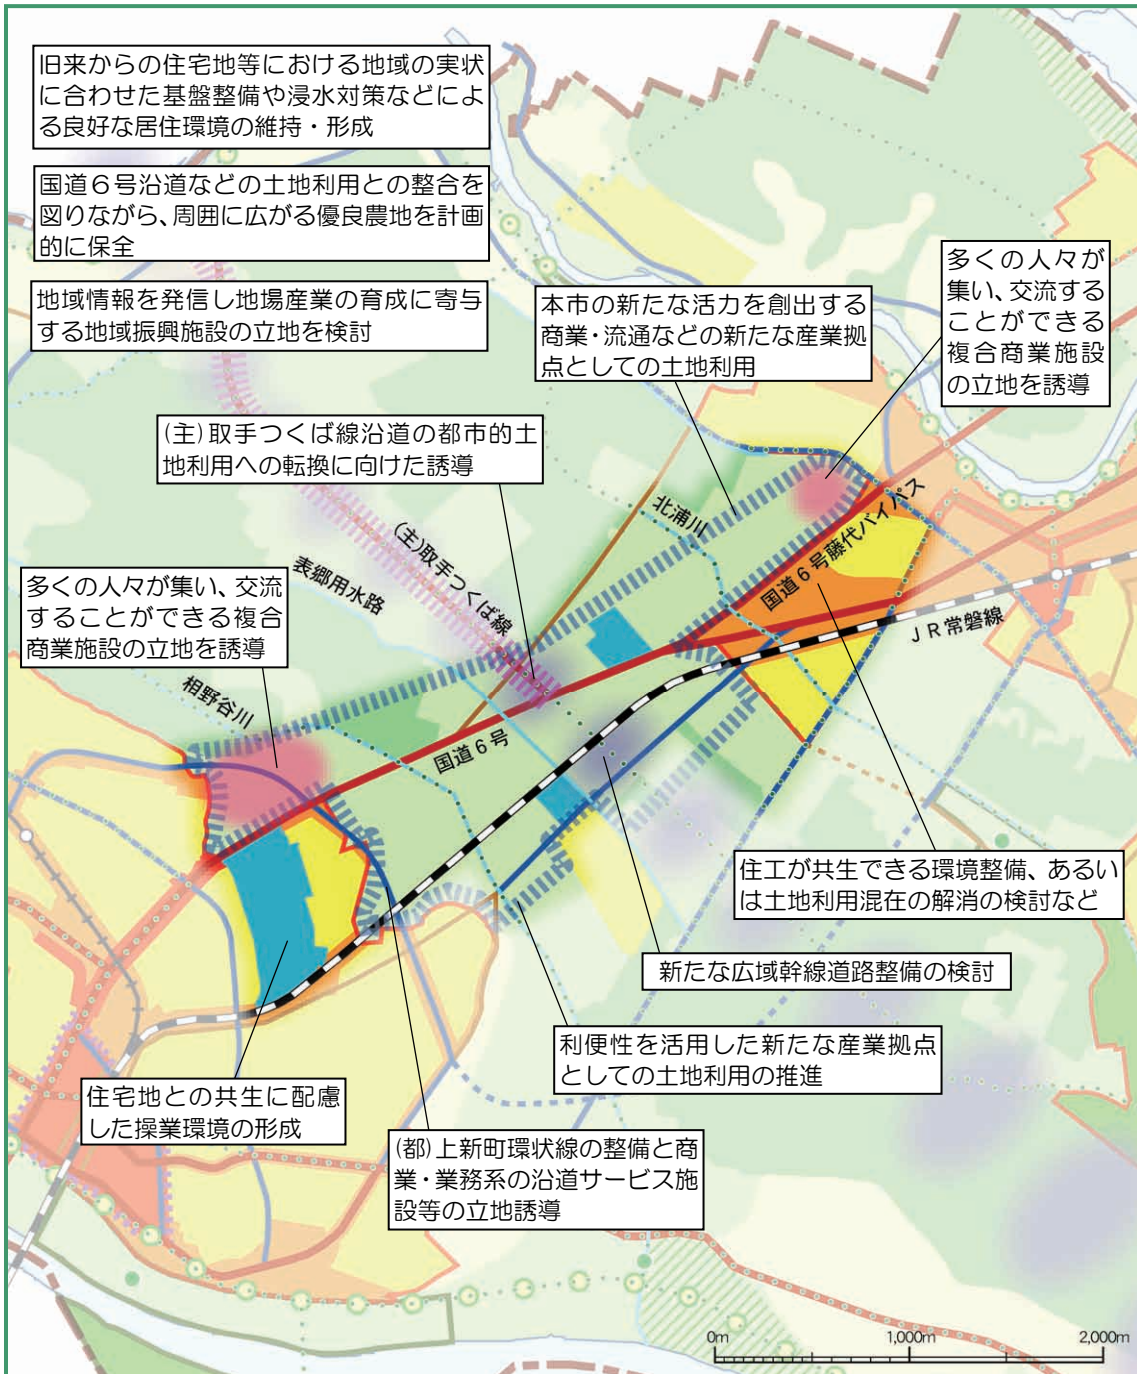 旧来からの住宅地等における地域の実状
に合わせた基盤整備や浸水対策などによ
る良好な居住環境の維持・形成
国道６号沿道などの土地利用との整合を
図りながら、周囲に広がる優良農地を計画
的に保全
地域情報を発信し地場産業の育成に寄与
する地域振興施設の立地を検討
本市の新たな活力を創出する
商業・流通などの新たな産業拠
点としての土地利用
多くの人々が
集い、交流する
ことができる
複合商業施設
の立地を誘導
(主)取手つくば線沿道の都市的土
地利用への転換に向けた誘導
北浦川
国道６号藤代バイパス
(主)取手つくば線
表郷用水路
ＪＲ常磐線
多くの人々が集い、交流
することができる複合
商業施設の立地を誘導
相野谷川
国道６号
住工が共生できる環境整備、あるい
は土地利用混在の解消の検討など
新たな広域幹線道路整備の検討
利便性を活用した新たな産業拠点
としての土地利用の推進
住宅地との共生に配慮
した操業環境の形成
(都)上新町環状線の整備と商
業・業務系の沿道サービス施
設等の立地誘導
0m 1,000m 2,000m